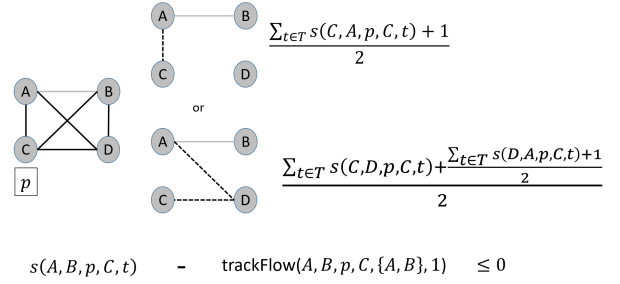 A B
C D
p
A B
C D
∑_{t∈T} s(C,A,p,C,t) + 1
2
or
A B
C D
∑_{t∈T} s(C,D,p,C,t)+
∑_{t∈T} s(D,A,p,C,t)+1
2
2
s(A,B,p,C,t) - trackFlow(A,B,p,C,{A,B},1) ≤ 0